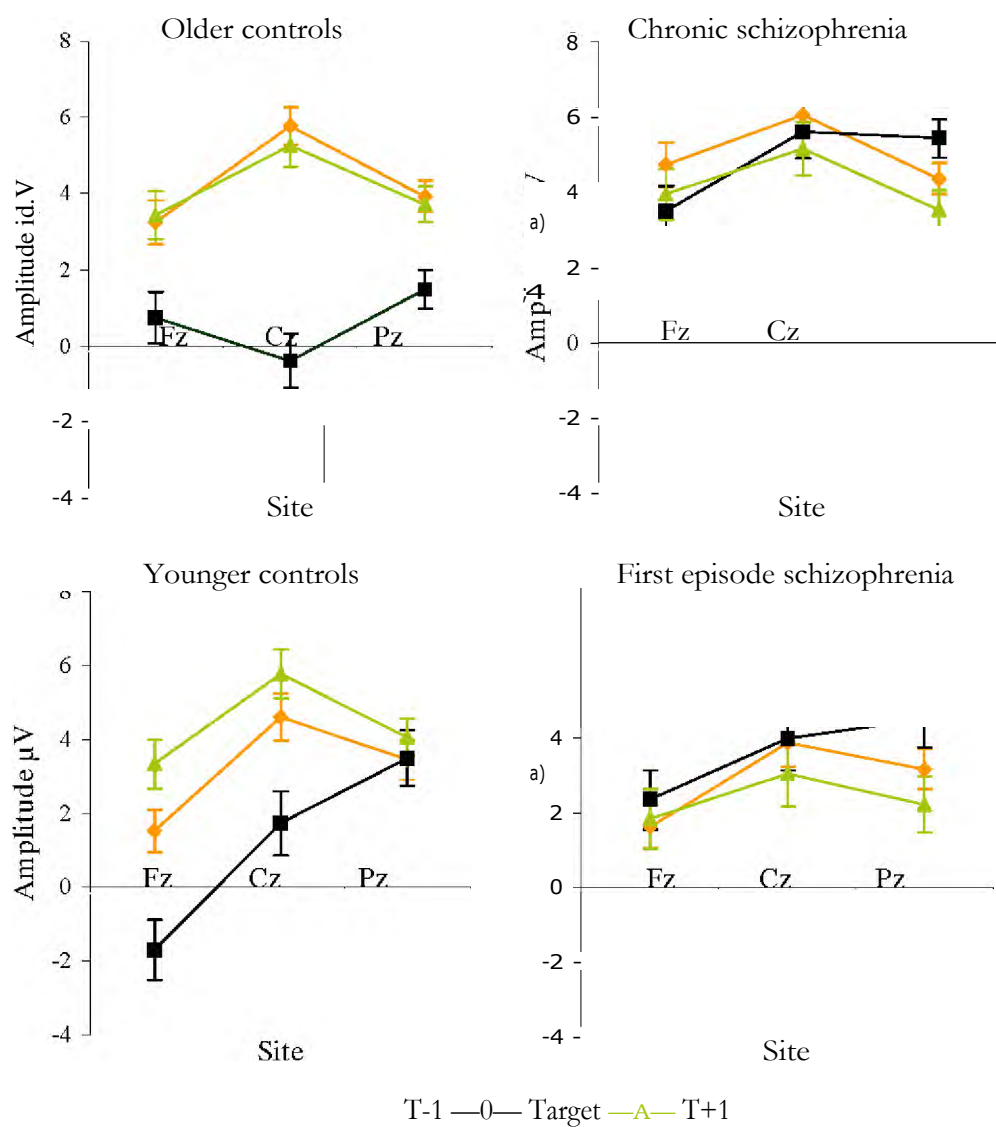 Older controls
8
6
4
2
0
-2 -
-4 -
Amplitude id.V
Fz Cz Pz
Site
Chronic schizophrenia
8 -
6 -
4 -
2 -
0 -
-2 -
-4 -
a)
Fz Cz
Site
Younger controls
8
6
4
2
0
-2
-4
Amplitude µV
Fz Cz Pz
Site
First episode schizophrenia
4
2
0
-2 -
-4 -
a)
Fz Cz Pz
Site
T-1 —0— Target —A— T+1